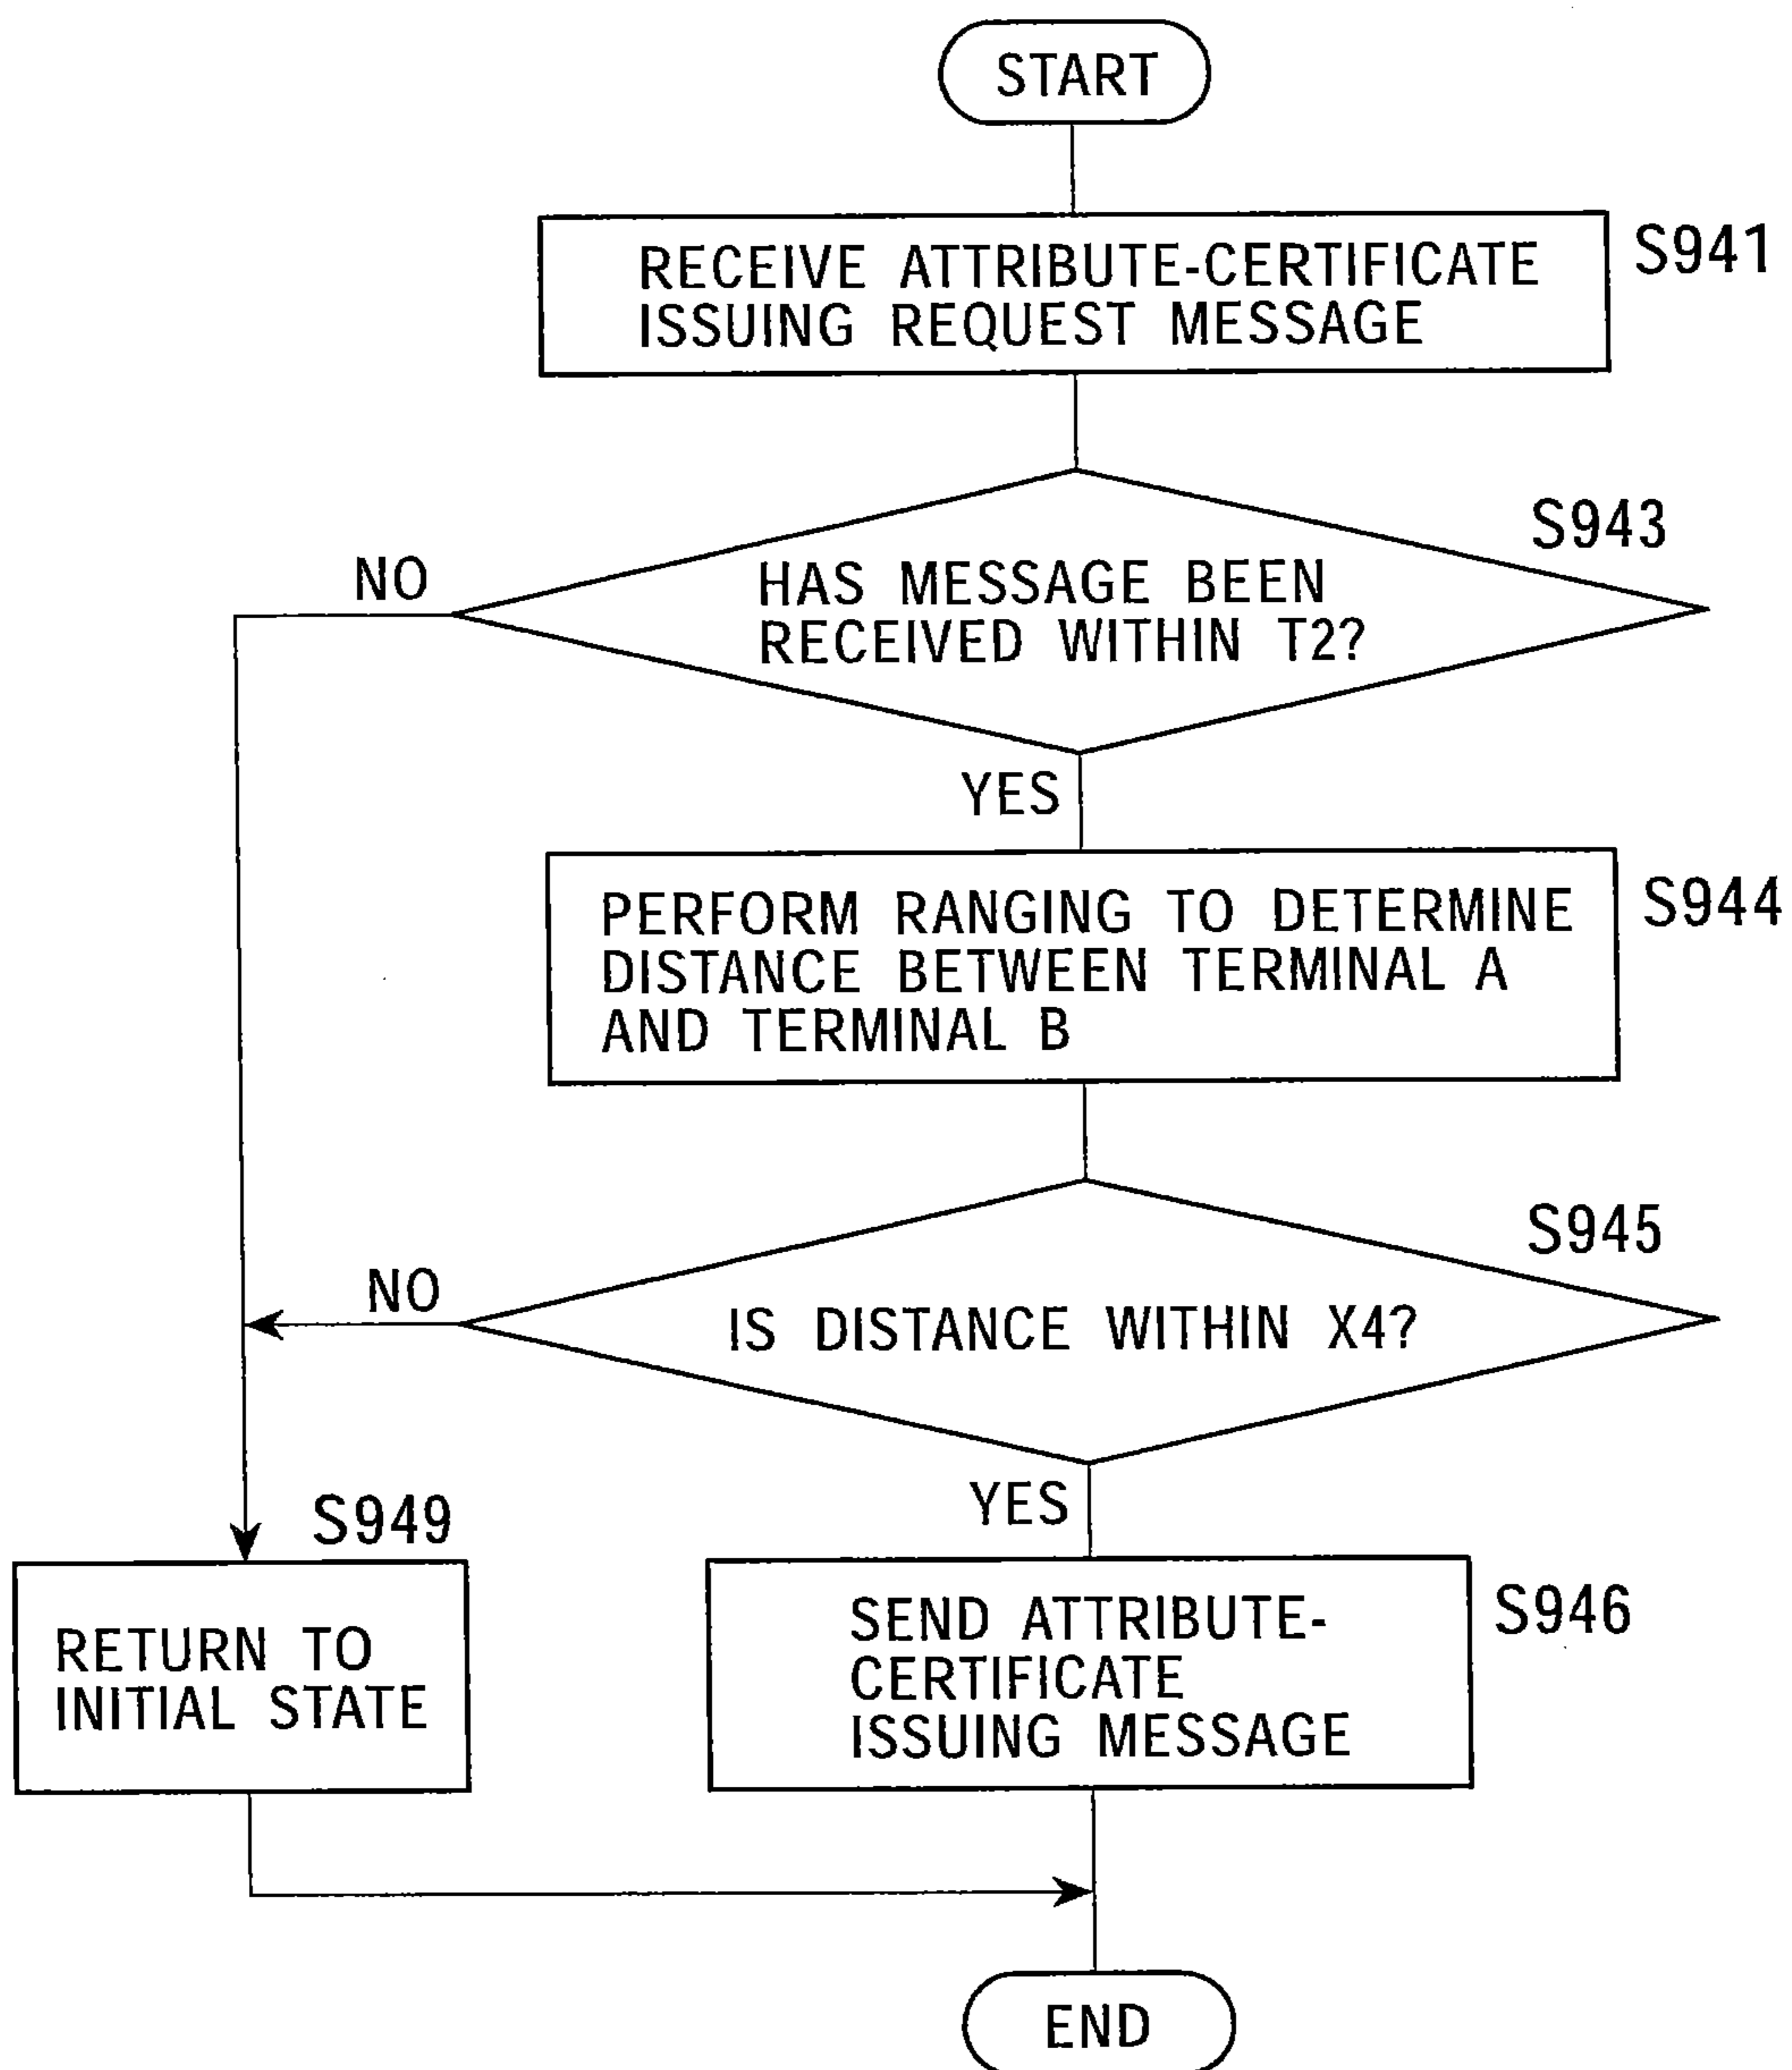 START
RECEIVE ATTRIBUTE-CERTIFICATE
ISSUING REQUEST MESSAGE
S941
S943
HAS MESSAGE BEEN
RECEIVED WITHIN T2?
NO
YES
PERFORM RANGING TO DETERMINE
DISTANCE BETWEEN TERMINAL A
AND TERMINAL B
S944
S945
IS DISTANCE WITHIN X4?
NO
YES
S949
RETURN TO
INITIAL STATE
SEND ATTRIBUTE-
CERTIFICATE
ISSUING MESSAGE
S946
END